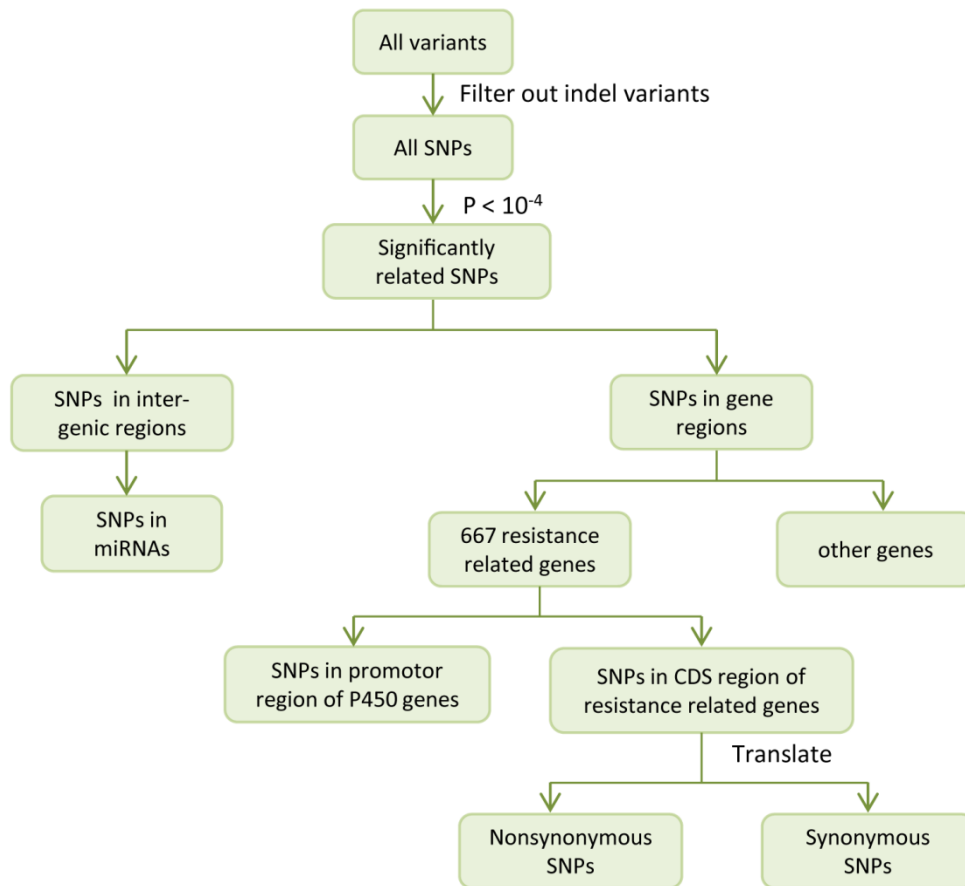 All variants
Filter out indel variants
All SNPs
P < 10⁻⁴
Significantly
related SNPs
SNPs in inter-
genic regions
SNPs in gene
regions
SNPs in
miRNAs
667 resistance
related genes
other genes
SNPs in promotor
region of P450 genes
SNPs in CDS region of
resistance related genes
Translate
Nonsynonymous
SNPs
Synonymous
SNPs